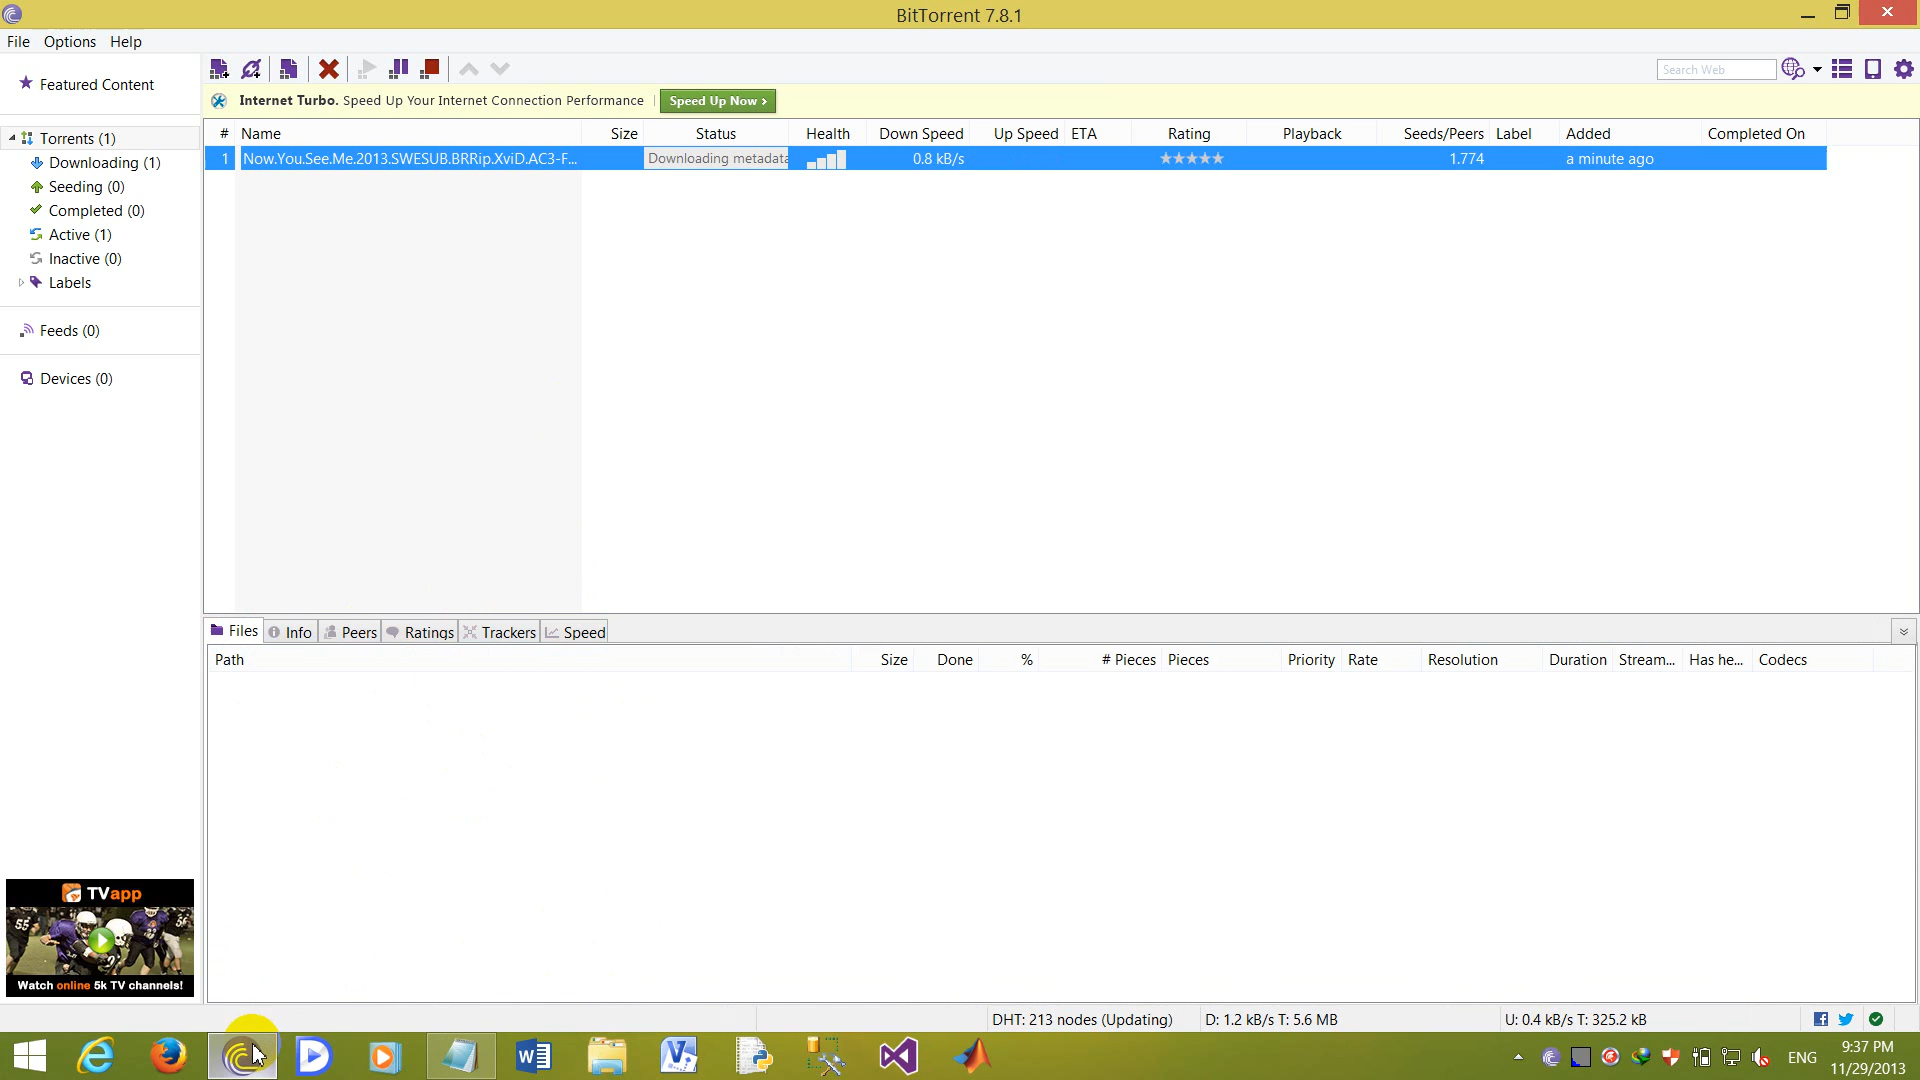 BitTorrent 7.8.1
File Options Help
Featured Content
Search Web
Internet Turbo. Speed Up Your Internet Connection Performance
Speed Up Now >
Torrents (1)
Downloading (1)
Seeding (0)
Completed (0)
Active (1)
Inactive (0)
Labels
Feeds (0)
Devices (0)
# Name Size Status Health Down Speed Up Speed ETA Rating Playback Seeds/Peers Label Added Completed On
1 Now.You.See.Me.2013.SWESUB.BRRip.XviD.AC3-F... Downloading metadata 0.8 kB/s 1.774 a minute ago
Files Info Peers Ratings Trackers Speed
Path Size Done % # Pieces Pieces Priority Rate Resolution Duration Stream... Has he... Codecs
TVapp
55
Watch online 5k TV channels!
DHT: 213 nodes (Updating) D: 1.2 kB/s T: 5.6 MB U: 0.4 kB/s T: 325.2 kB
ENG
9:37 PM
11/29/2013